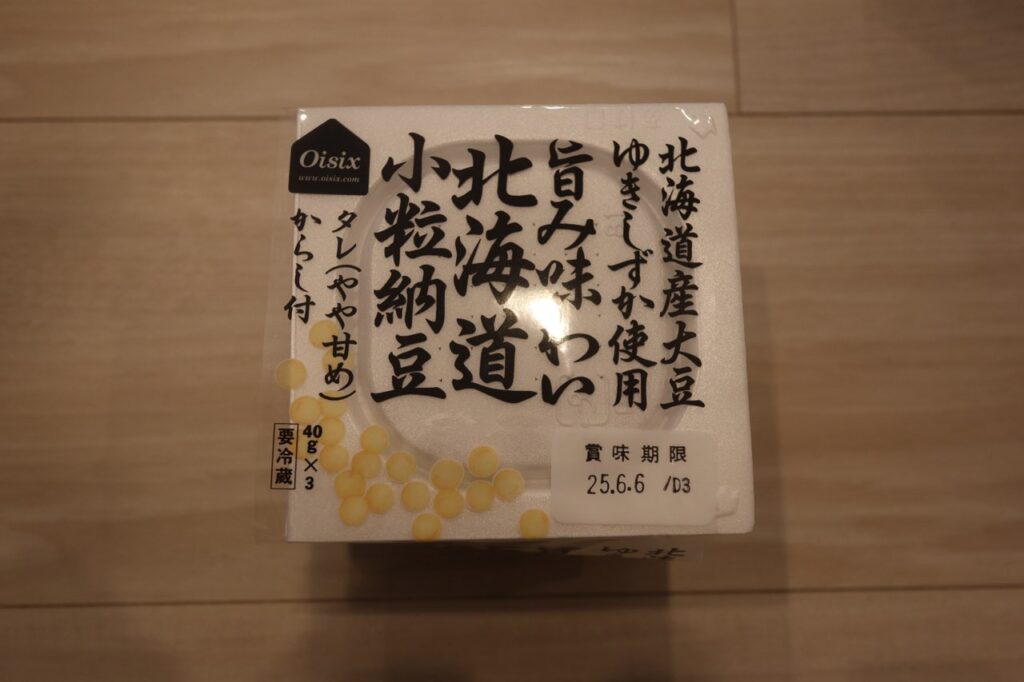 北海道産大豆
ゆきしずか使用
旨み味わい
北海道
小粒納豆
Oisix
www.oisix.com
タレ(やや甘め)
からし付
40g×3
要冷蔵
賞味期限
25.6.6 /D3